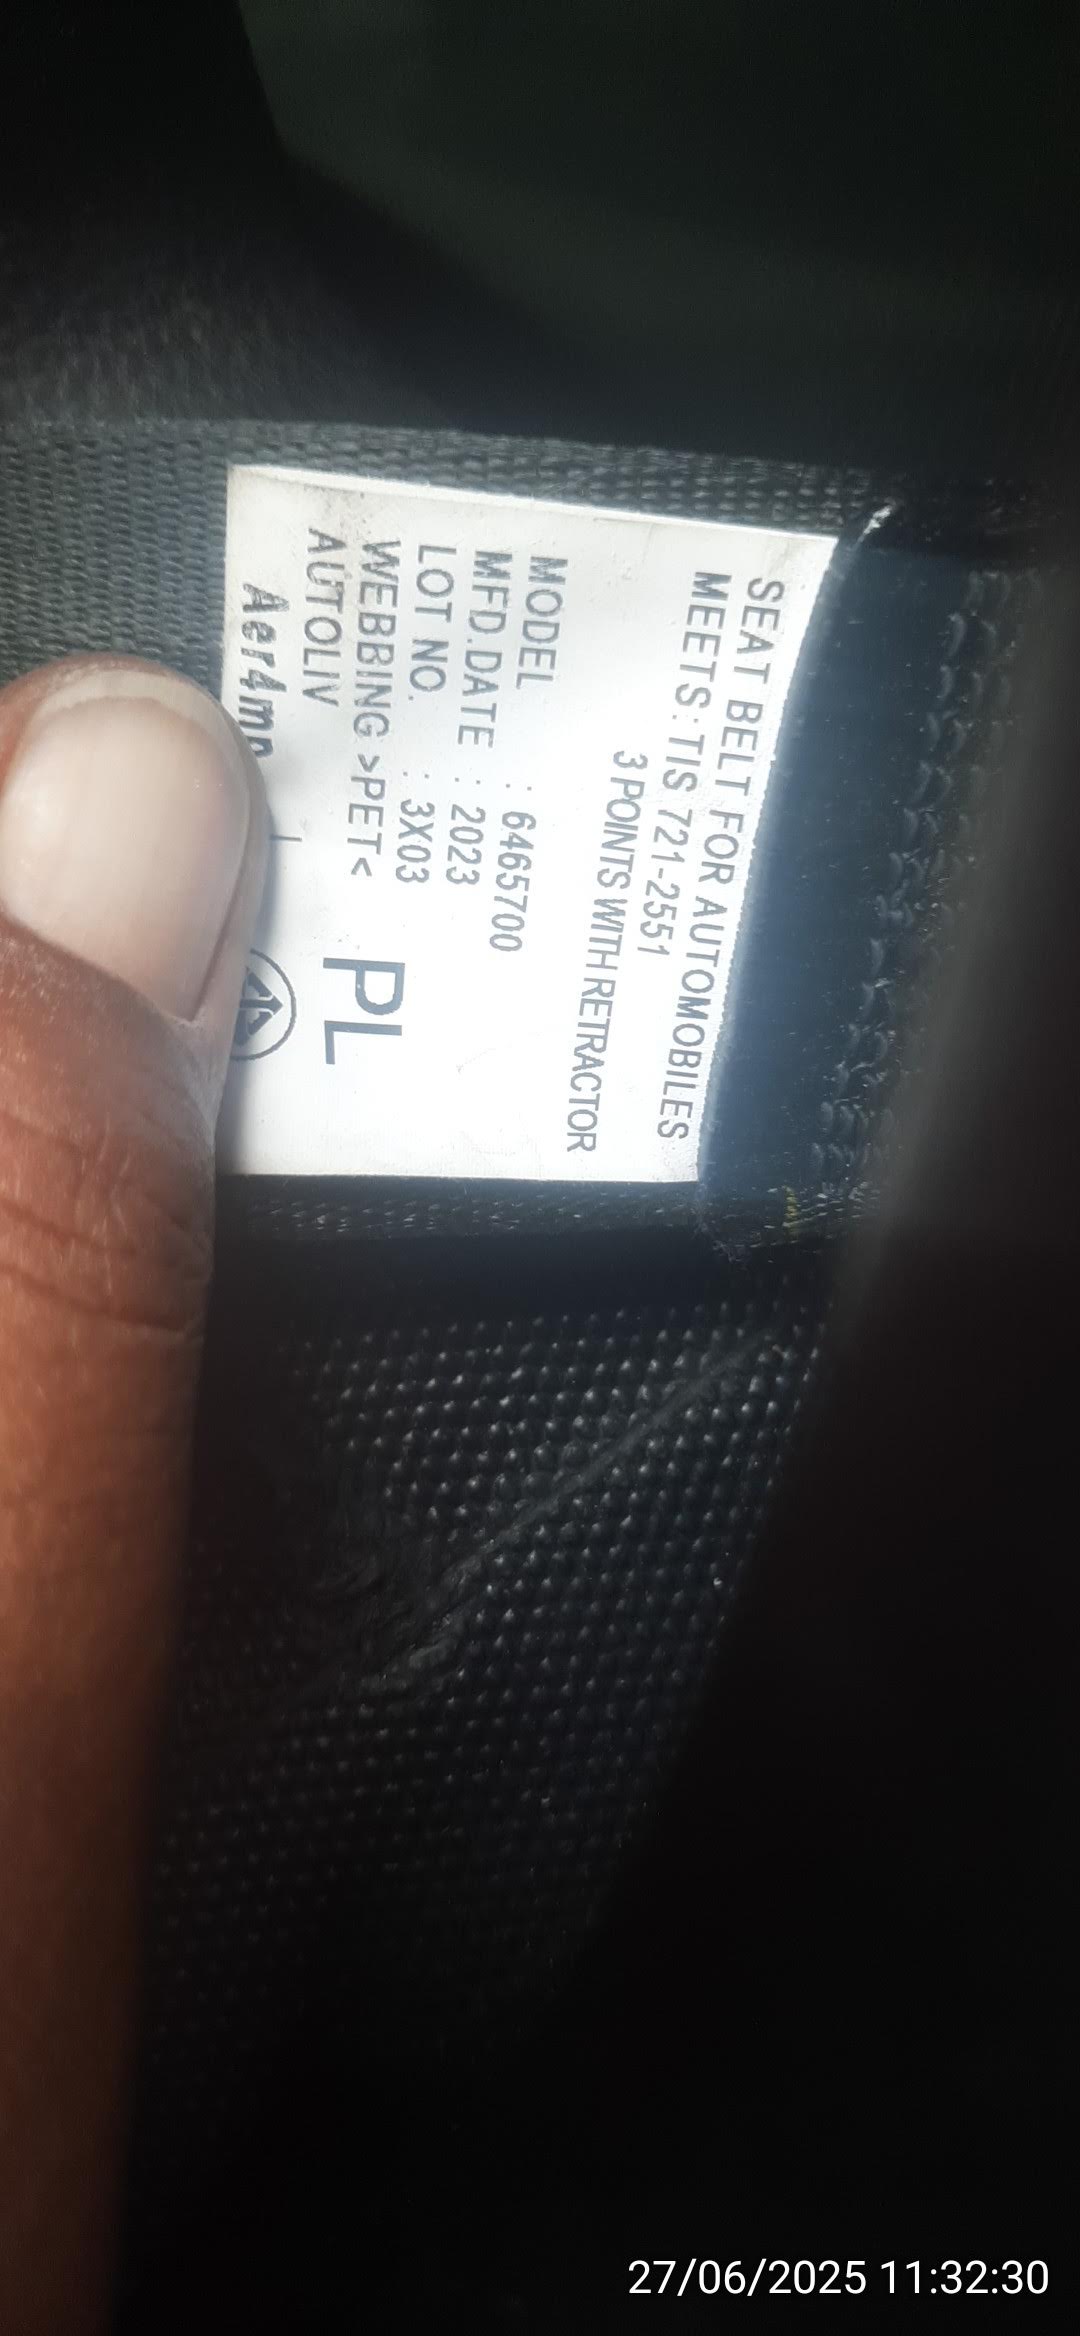 SEAT BELT FOR AUTOMOBILES
MEETS: TIS 721-2551
3 POINTS WITH RETRACTOR
MODEL : 6465700
MFD.DATE : 2023
LOT NO. : 3X03
WEBBING >PET<
AUTOLIV
PL
27/06/2025 11:32:30